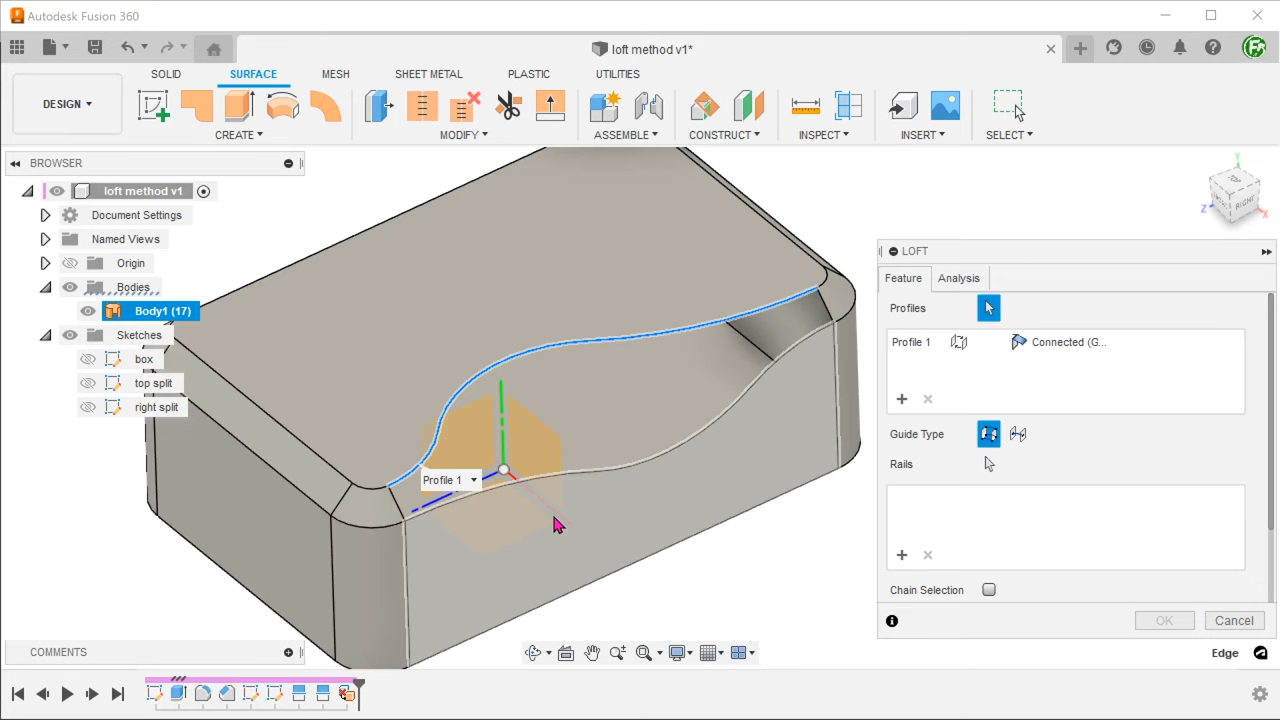 Autodesk Fusion 360
loft method v1*
SOLID SURFACE MESH SHEET METAL PLASTIC UTILITIES
DESIGN
CREATE MODIFY ASSEMBLE CONSTRUCT INSPECT INSERT SELECT
BROWSER
loft method v1
Document Settings
Named Views
Origin
Bodies
Body1 (17)
Sketches
box
top split
right split
TOP
RIGHT
Y
Z
X
LOFT
Feature Analysis
Profiles
Profile 1 Connected (G...
Guide Type
Rails
Chain Selection
OK Cancel
Profile 1
COMMENTS
Edge